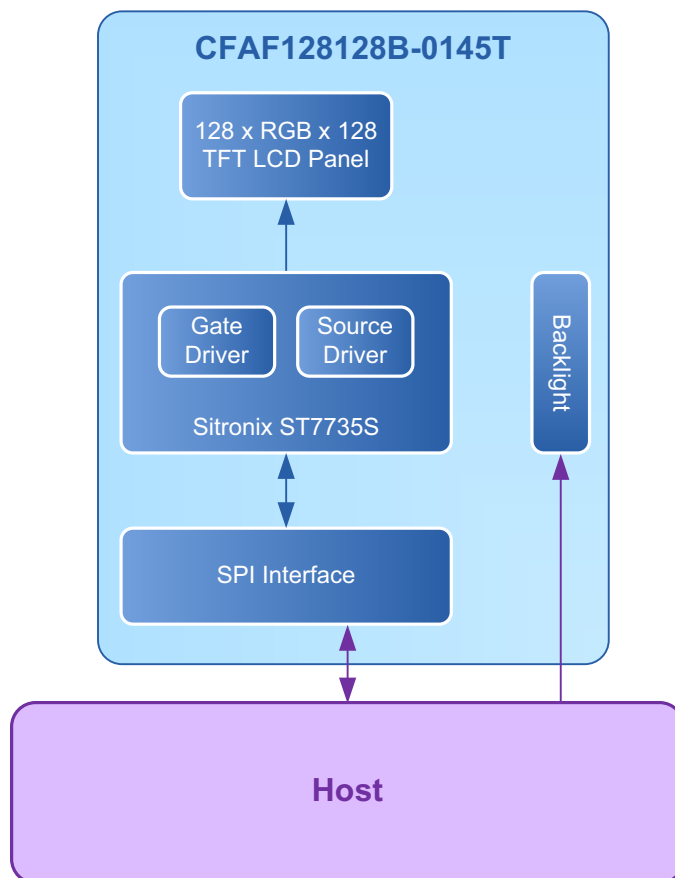 CFAF128128B-0145T
128 x RGB x 128
TFT LCD Panel
Gate
Driver
Source
Driver
Sitronix ST7735S
Backlight
SPI Interface
Host